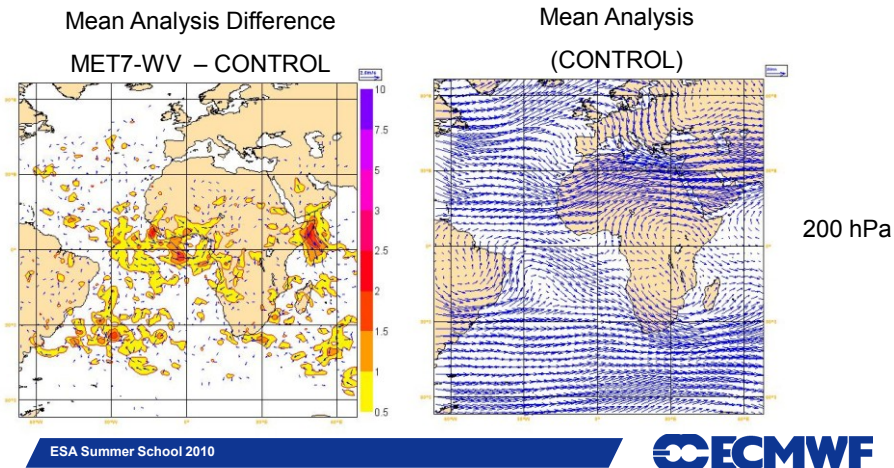 Mean Analysis Difference
MET7-WV – CONTROL
Mean Analysis
(CONTROL)
10
7.5
5
3
2.5
2
1.5
1
0.5
200 hPa
ESA Summer School 2010
ECMWF